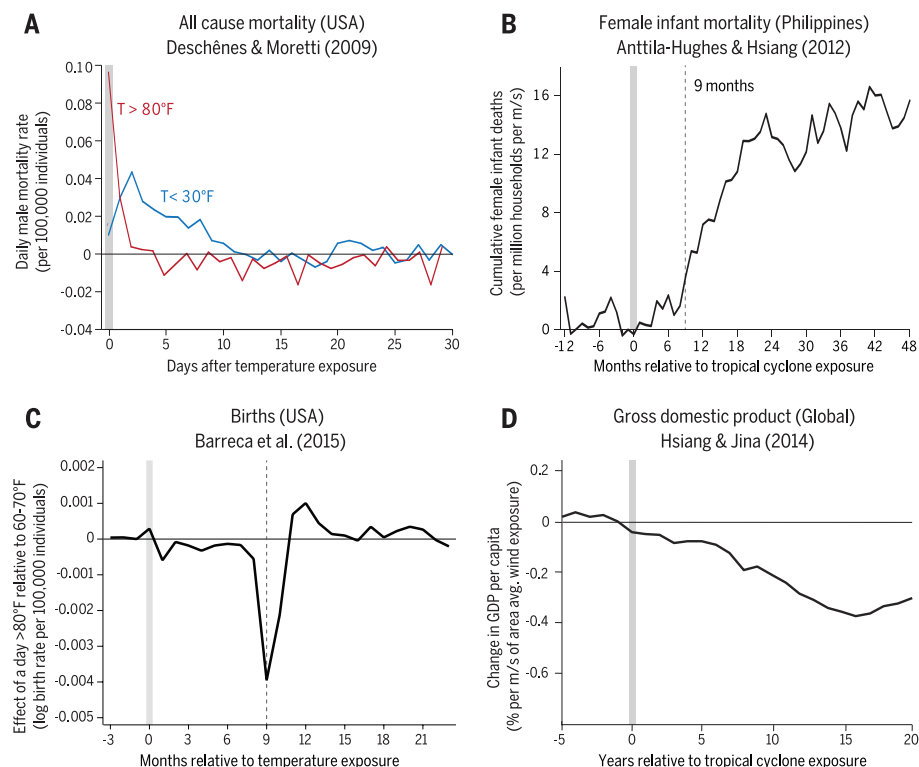 A
All cause mortality (USA)
Deschênes & Moretti (2009)
Daily male mortality rate
(per 100,000 individuals)
0.10
0.08
0.06
0.04
0.02
0
-0.02
-0.04
T > 80°F
T< 30°F
0 5 10 15 20 25 30
Days after temperature exposure
B
Female infant mortality (Philippines)
Anttila-Hughes & Hsiang (2012)
Cumulative female infant deaths
(per million households per m/s)
16
12
8
4
0
9 months
-12 -6 0 6 12 18 24 30 36 42 48
Months relative to tropical cyclone exposure
C
Births (USA)
Barreca et al. (2015)
Effect of a day >80°F relative to 60-70°F
(log birth rate per 100,000 individuals)
0.002
0.001
0
-0.001
-0.002
-0.003
-0.004
-0.005
-3 0 3 6 9 12 15 18 21
Months relative to temperature exposure
D
Gross domestic product (Global)
Hsiang & Jina (2014)
Change in GDP per capita
(% per m/s of area avg. wind exposure)
0.2
0
-0.2
-0.4
-0.6
-5 0 5 10 15 20
Years relative to tropical cyclone exposure